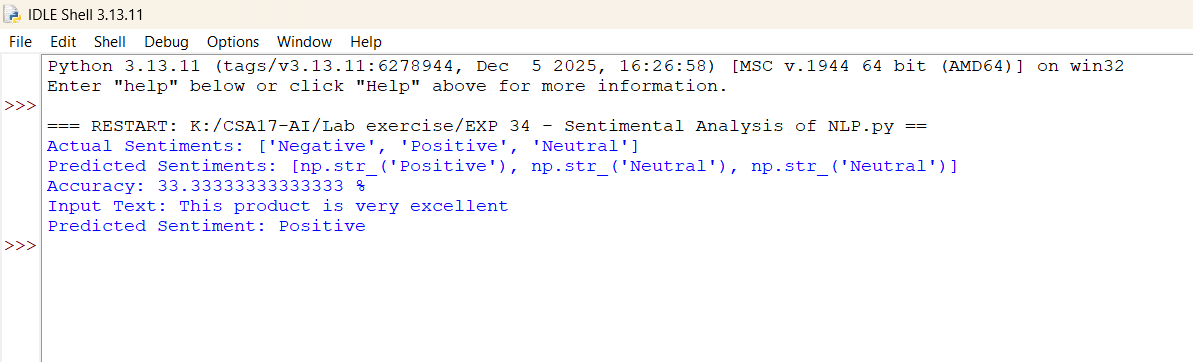 IDLE Shell 3.13.11
File Edit Shell Debug Options Window Help
Python 3.13.11 (tags/v3.13.11:6278944, Dec  5 2025, 16:26:58) [MSC v.1944 64 bit (AMD64)] on win32
Enter "help" below or click "Help" above for more information.
>>>
=== RESTART: K:/CSA17-AI/Lab exercise/EXP 34 - Sentimental Analysis of NLP.py ==
Actual Sentiments: ['Negative', 'Positive', 'Neutral']
Predicted Sentiments: [np.str_('Positive'), np.str_('Neutral'), np.str_('Neutral')]
Accuracy: 33.33333333333333 %
Input Text: This product is very excellent
Predicted Sentiment: Positive
>>>